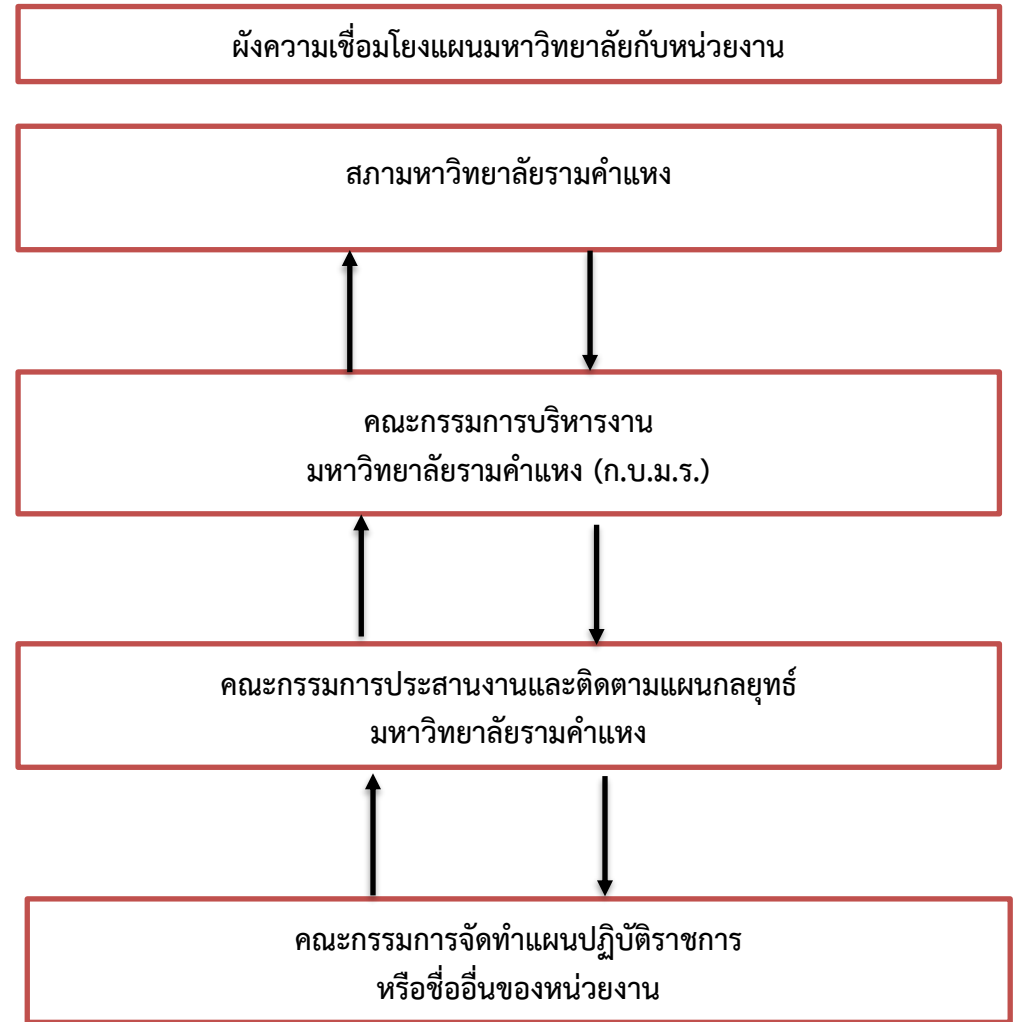 ผังความเชื่อมโยงแผนมหาวิทยาลัยกับหน่วยงาน
สภามหาวิทยาลัยรามคำแหง
คณะกรรมการบริหารงาน
มหาวิทยาลัยรามคำแหง (ก.บ.ม.ร.)
คณะกรรมการประสานงานและติดตามแผนกลยุทธ์
มหาวิทยาลัยรามคำแหง
คณะกรรมการจัดทำแผนปฏิบัติราชการ
หรือชื่ออื่นของหน่วยงาน